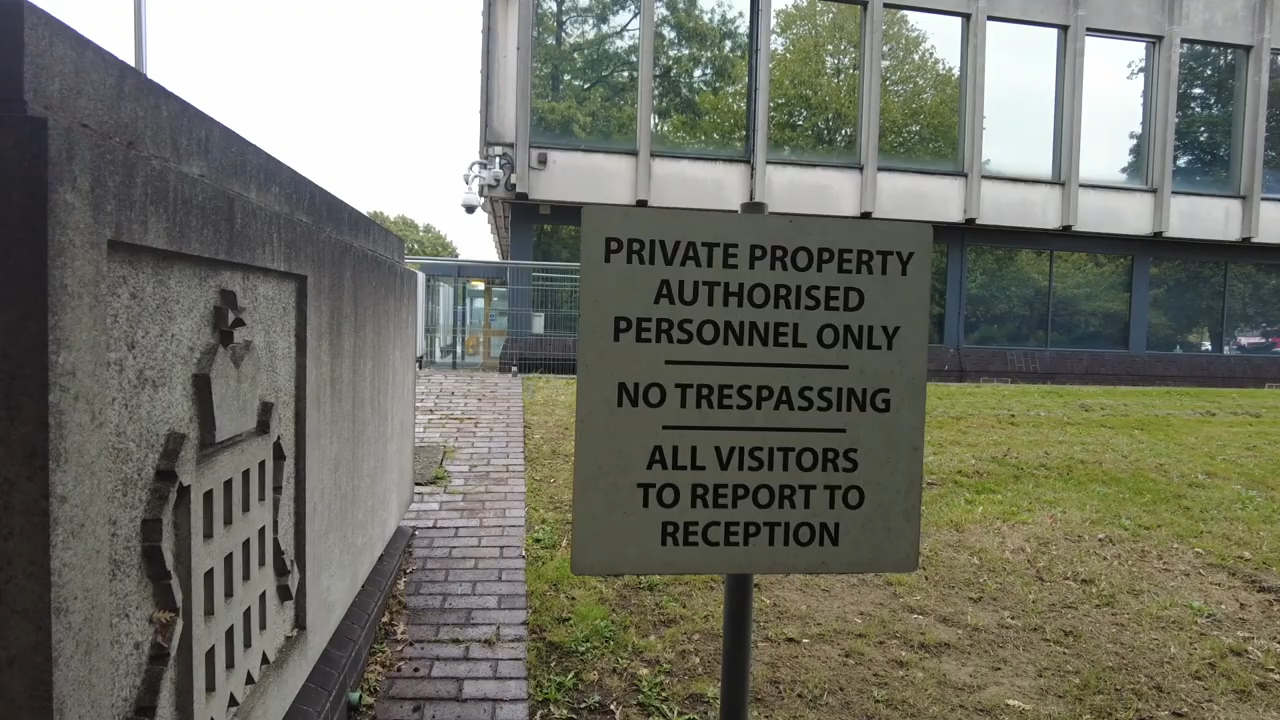 PRIVATE PROPERTY
AUTHORISED
PERSONNEL ONLY
NO TRESPASSING
ALL VISITORS
TO REPORT TO
RECEPTION